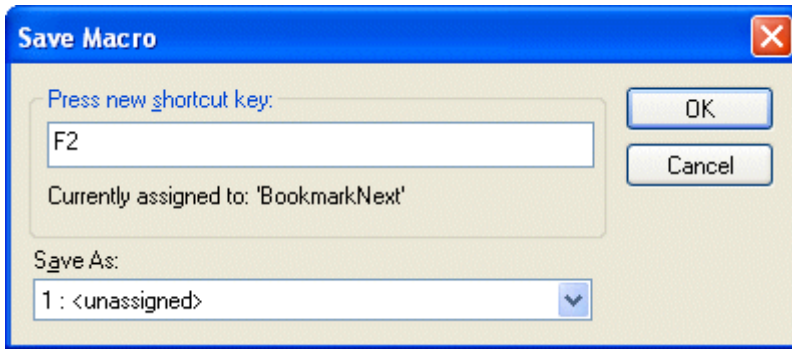 Save Macro
Press new shortcut key:
F2
Currently assigned to: 'BookmarkNext'
OK
Cancel
Save As:
1 : <unassigned>